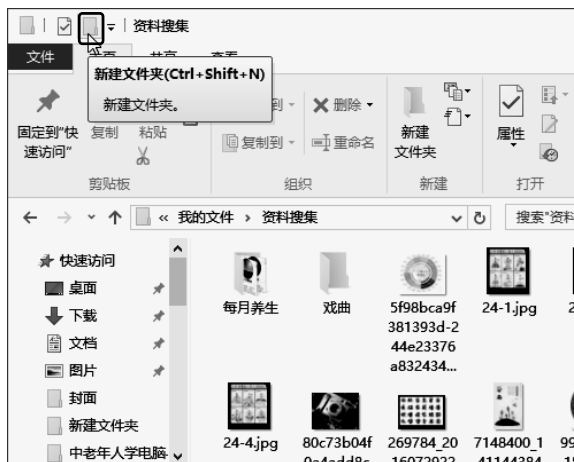 资料搜集
文件
新建文件夹(Ctrl+Shift+N)
新建文件夹。
固定到“快
速访问”
复制
粘贴
复制到
删除
重命名
新建
文件夹
属性
剪贴板
组织
新建
打开
« 我的文件 › 资料搜集
搜索"资料
快速访问
桌面
下载
文档
图片
封面
新建文件夹
中老年人学电脑
每月养生
戏曲
5f98bca9f
381393d-2
44e23376
a832434...
24-1.jpg
24-4.jpg
80c73b04f
269784_20
7148400_1